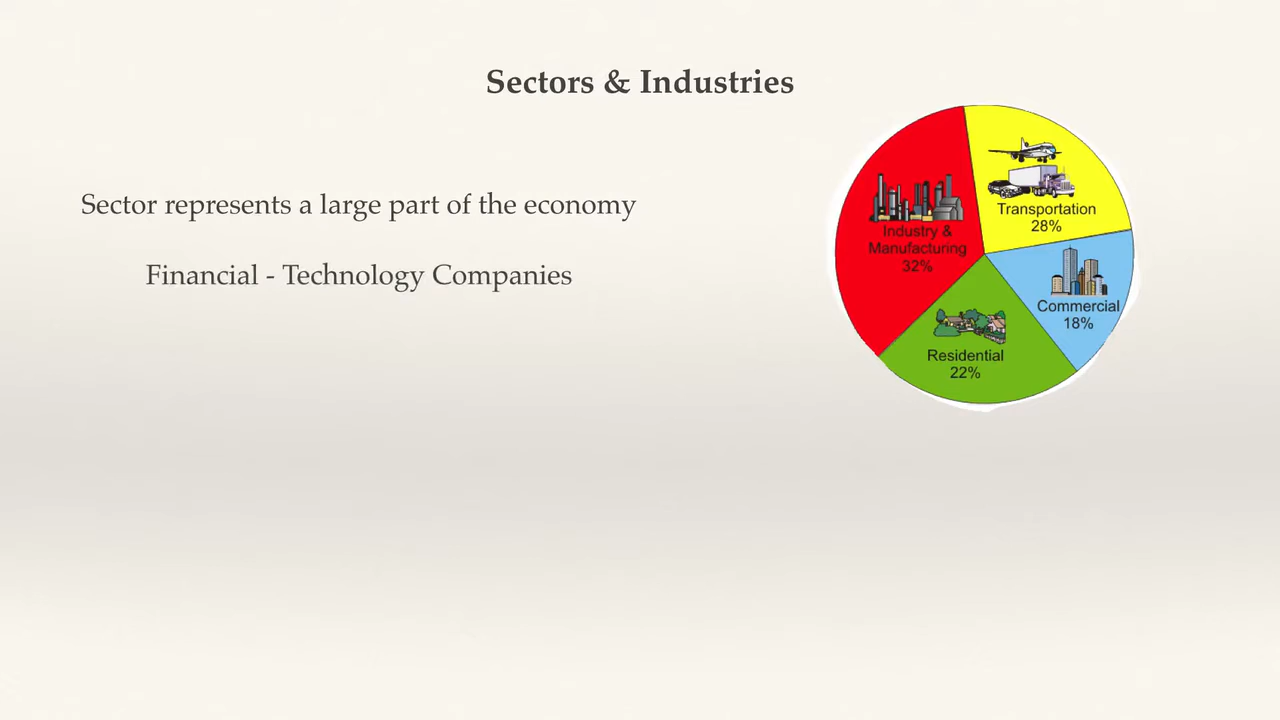 Sectors & Industries
Sector represents a large part of the economy
Financial - Technology Companies
Transportation
28%
Industry &
Manufacturing
32%
Commercial
18%
Residential
22%